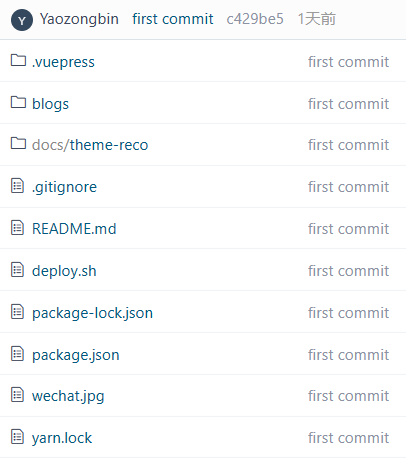 Y Yaozongbin first commit c429be5 1天前
.vuepress first commit
blogs first commit
docs/theme-reco first commit
.gitignore first commit
README.md first commit
deploy.sh first commit
package-lock.json first commit
package.json first commit
wechat.jpg first commit
yarn.lock first commit